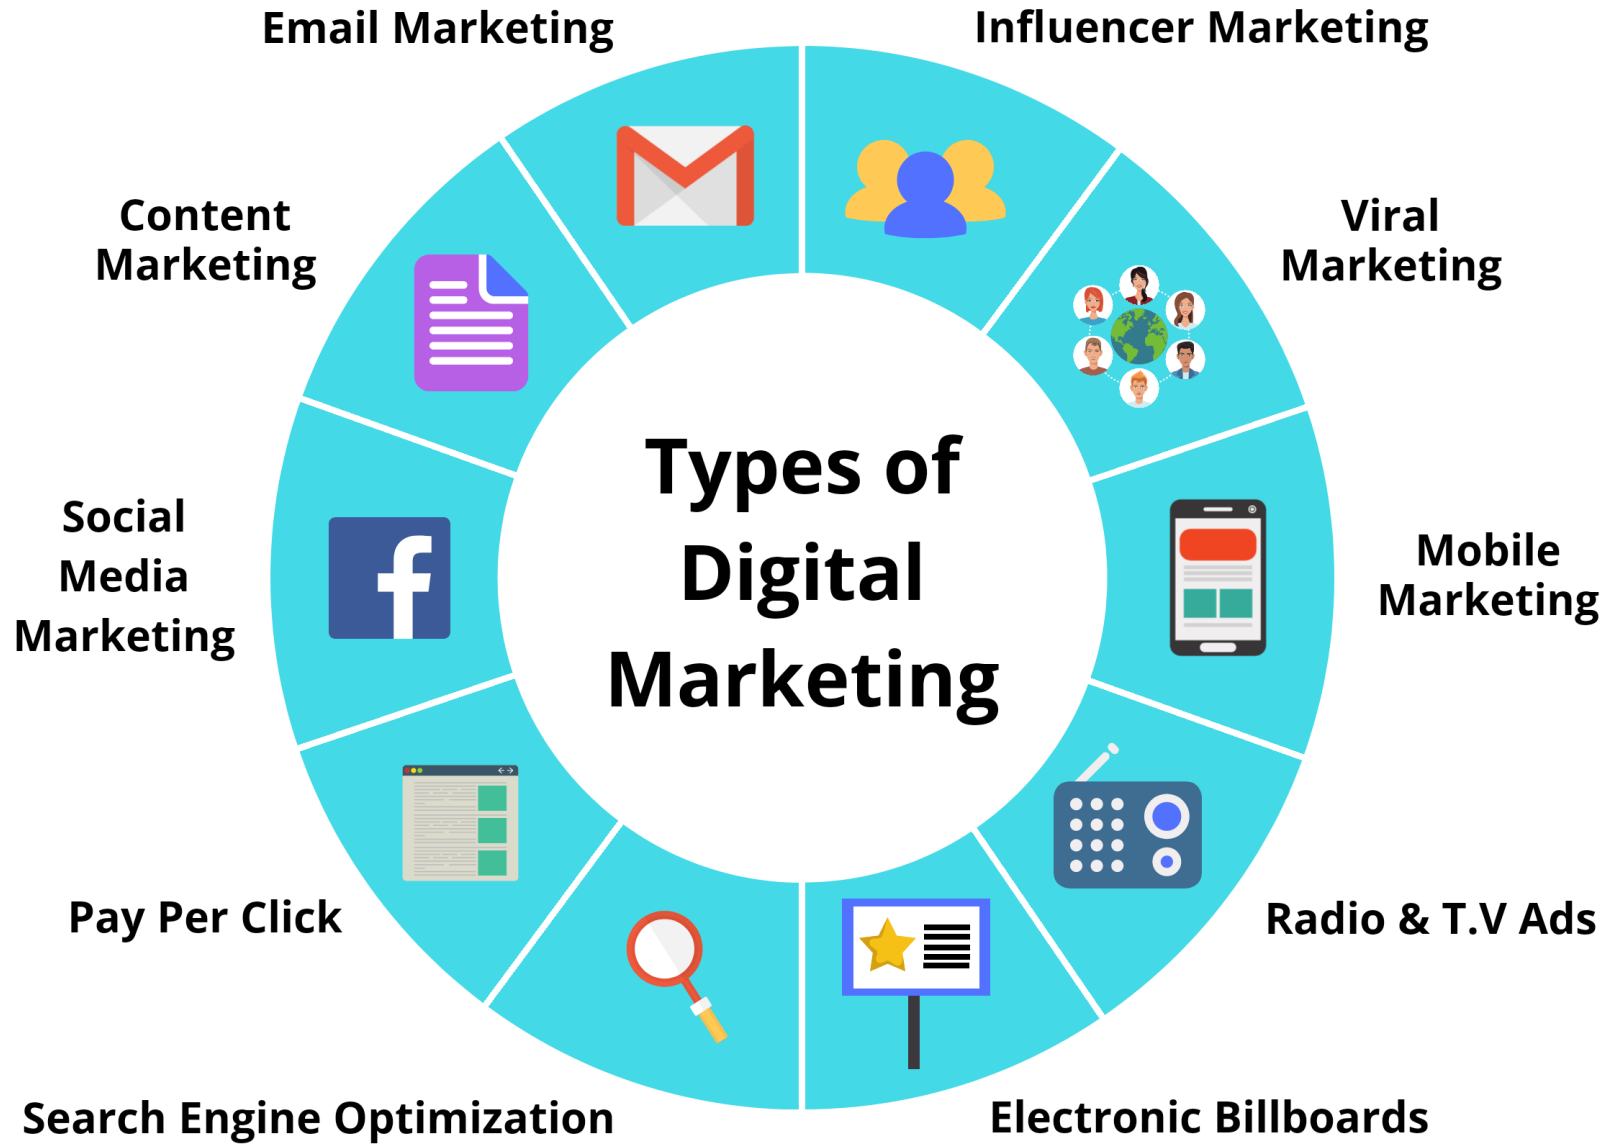 Email Marketing
Influencer Marketing
Content
Marketing
Viral
Marketing
Types of
Digital
Marketing
Social
Media
Marketing
Mobile
Marketing
Pay Per Click
Radio & T.V Ads
Search Engine Optimization
Electronic Billboards